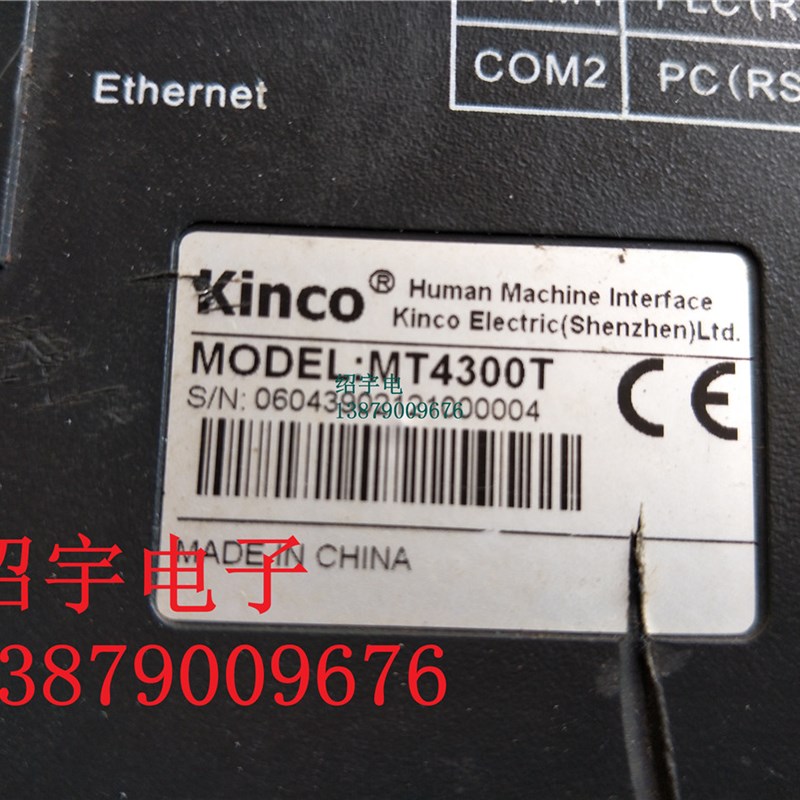 COM2 PC(RS
Ethernet
Kinco® Human Machine Interface
Kinco Electric(Shenzhen)Ltd.
MODEL:MT4300T
CE
绍宇电
S/N:
13879009676
MADE IN CHINA
绍宇电子
13879009676